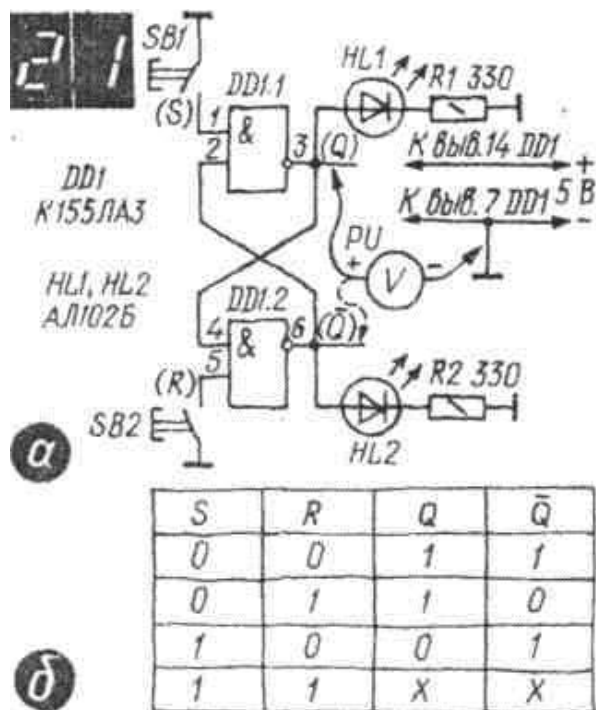 21
SB1
DD1.1
HL1
R1 330
(S)
1
&
2
3
(Q)
К выв.14 DD1
+
DD1
К155ЛА3
К выв. 7 DD1
5 В
-
PU
+
V
-
HL1, HL2
АЛ102Б
DD1.2
4
&
5
6
(Q̄)
(R)
R2 330
SB2
HL2
а
S R Q Q̄
0 0 1 1
0 1 1 0
1 0 0 1
1 1 X X
б